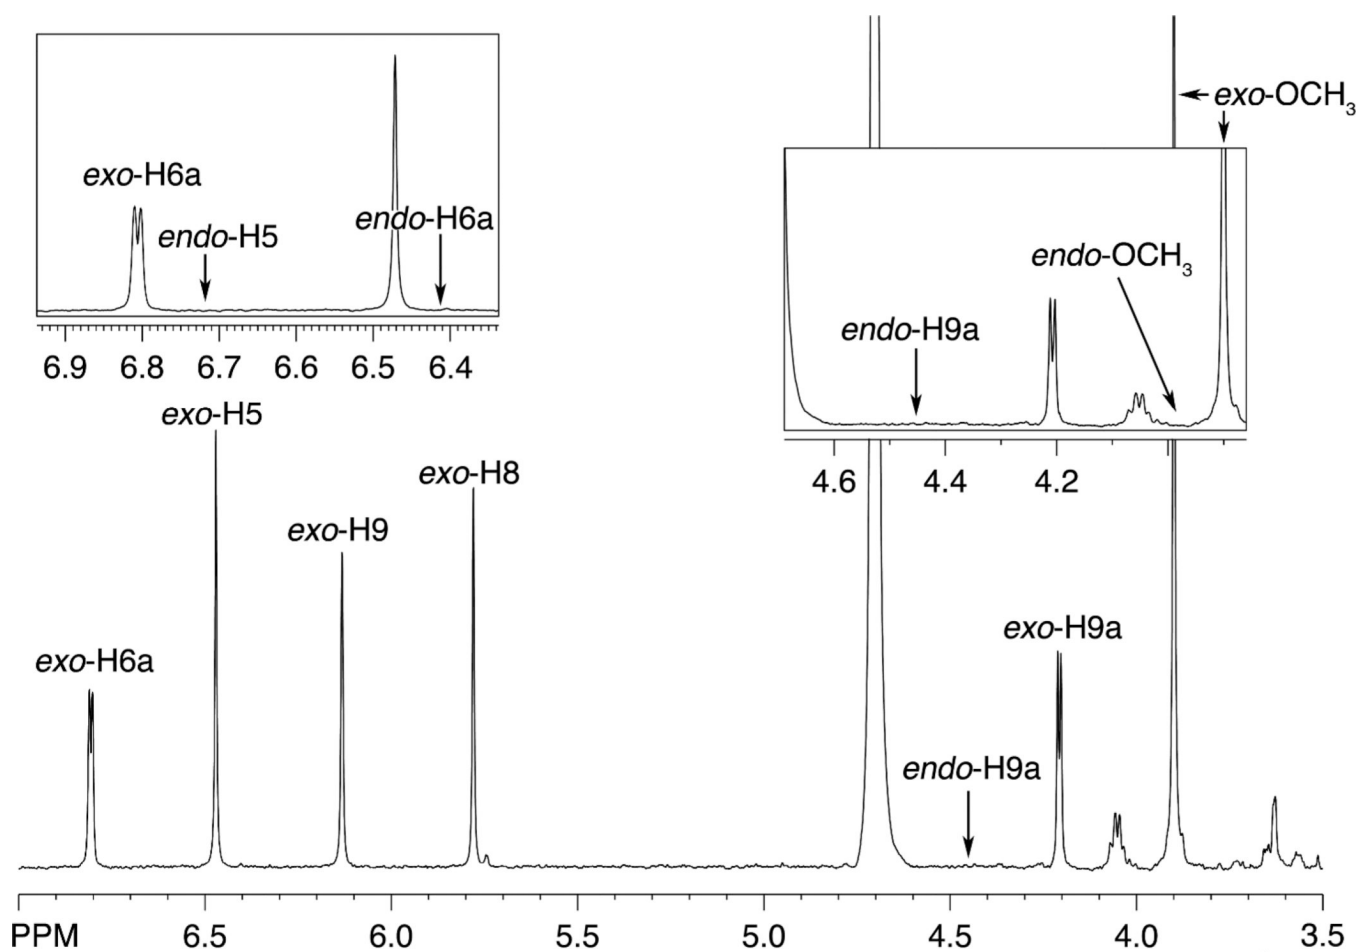 exo-OCH3
exo-H6a
endo-H5
endo-H6a
endo-OCH3
endo-H9a
6.9 6.8 6.7 6.6 6.5 6.4
4.6 4.4 4.2
exo-H5
exo-H8
exo-H9
exo-H6a
exo-H9a
endo-H9a
PPM 6.5 6.0 5.5 5.0 4.5 4.0 3.5